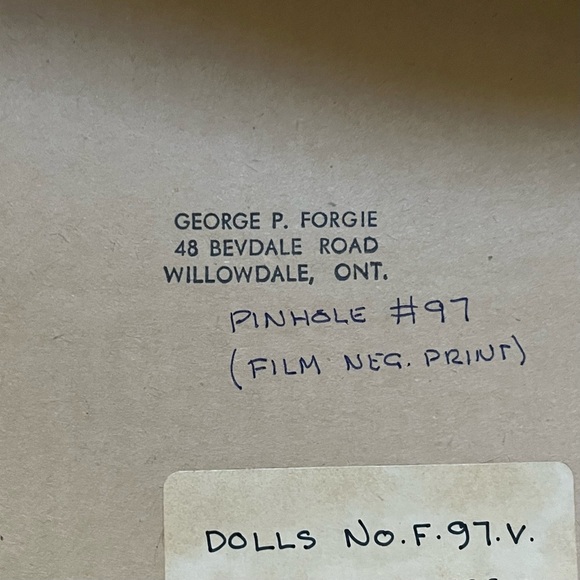 GEORGE P. FORGIE
48 BEVDALE ROAD
WILLOWDALE, ONT.
PINHOLE #97
(FILM NEG. PRINT)
DOLLS No.F.97.V.